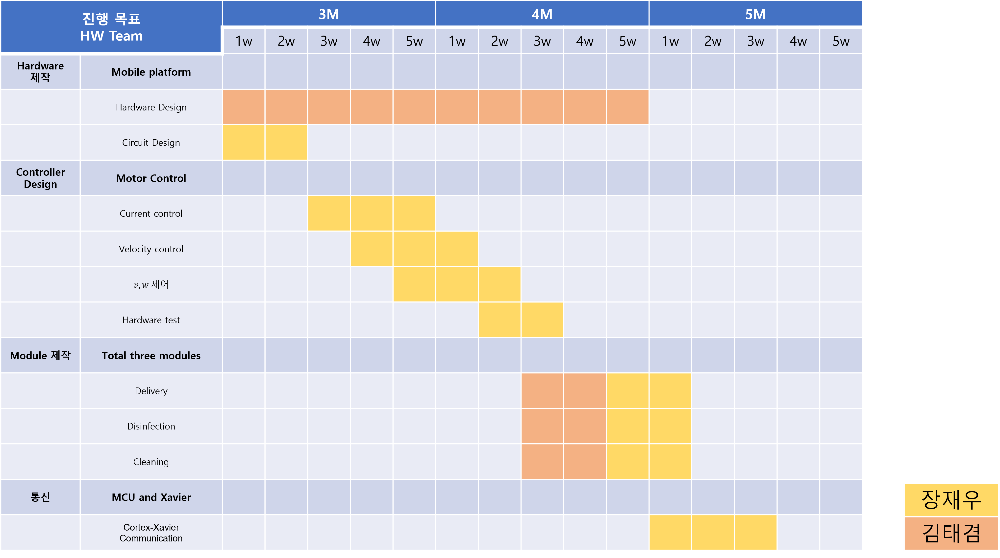 진행 목표
HW Team
3M 4M 5M
1w 2w 3w 4w 5w 1w 2w 3w 4w 5w 1w 2w 3w 4w 5w
Hardware
제작
Mobile platform
Hardware Design
Circuit Design
Controller
Design
Motor Control
Current control
Velocity control
v, w 제어
Hardware test
Module 제작
Total three modules
Delivery
Disinfection
Cleaning
통신
MCU and Xavier
Cortex-Xavier
Communication
장재우
김태겸